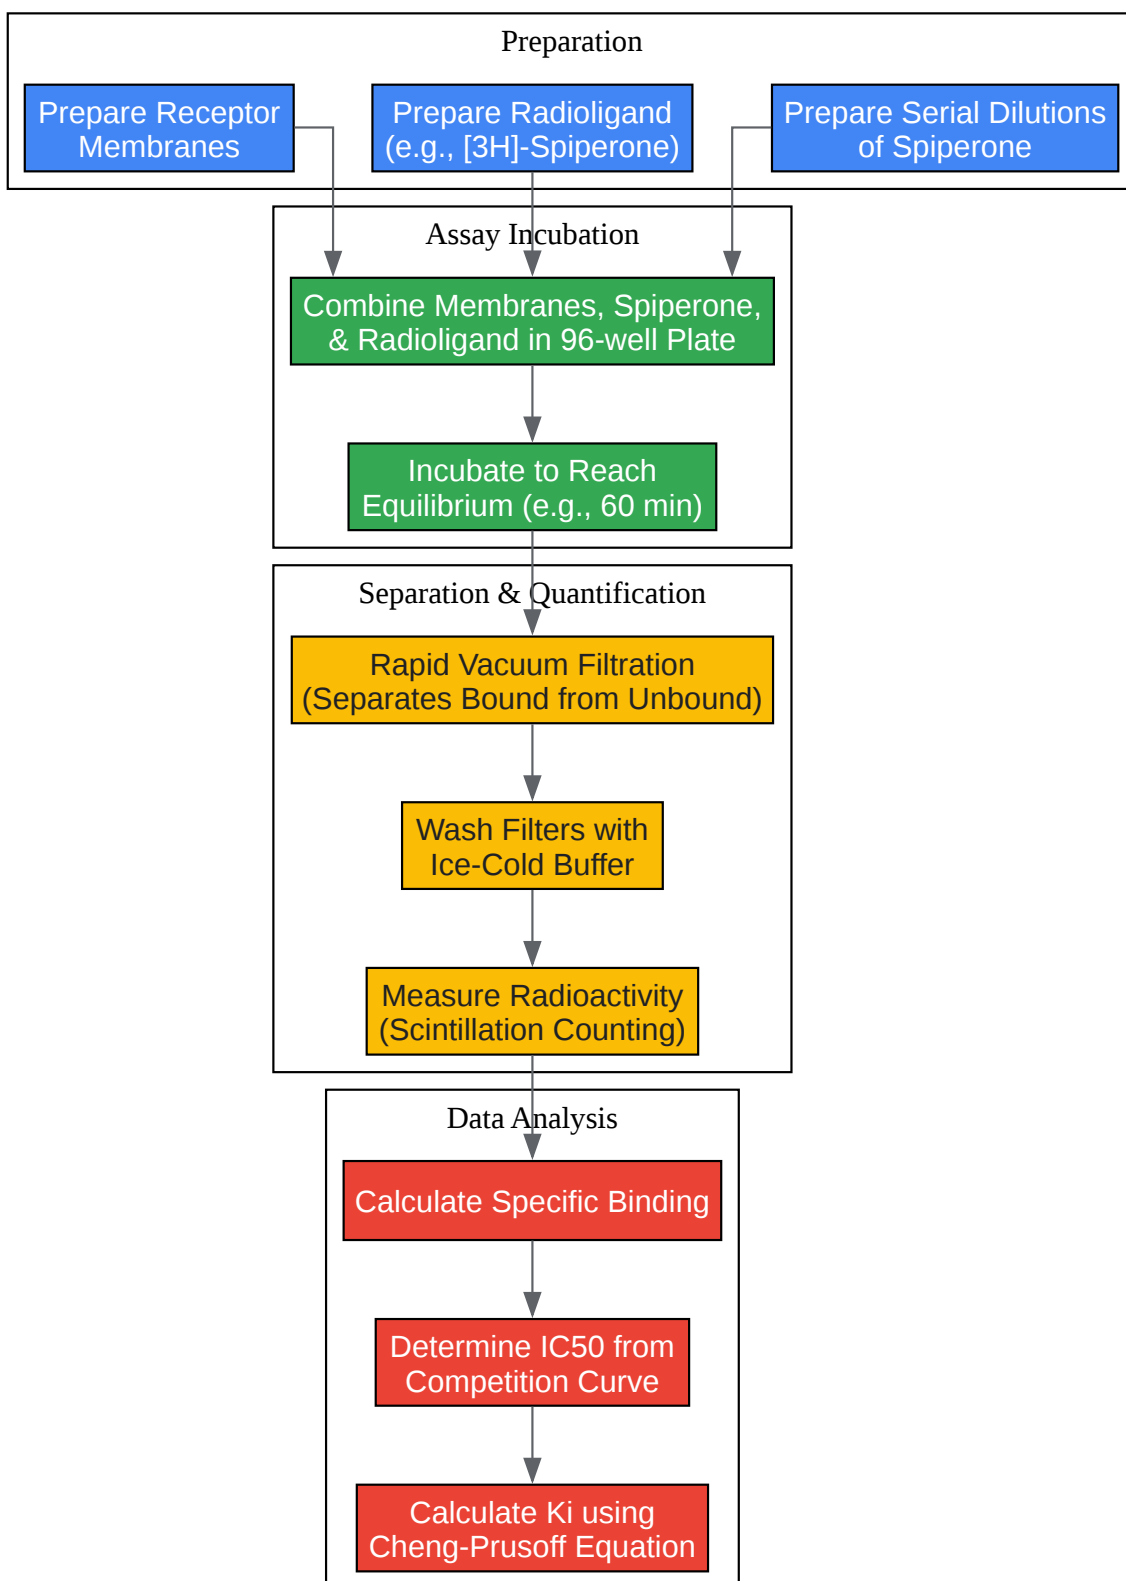 Preparation
Prepare Receptor
Membranes
Prepare Radioligand
(e.g., [3H]-Spiperone)
Prepare Serial Dilutions
of Spiperone
Assay Incubation
Combine Membranes, Spiperone,
& Radioligand in 96-well Plate
Incubate to Reach
Equilibrium (e.g., 60 min)
Separation & Quantification
Rapid Vacuum Filtration
(Separates Bound from Unbound)
Wash Filters with
Ice-Cold Buffer
Measure Radioactivity
(Scintillation Counting)
Data Analysis
Calculate Specific Binding
Determine IC50 from
Competition Curve
Calculate Ki using
Cheng-Prusoff Equation